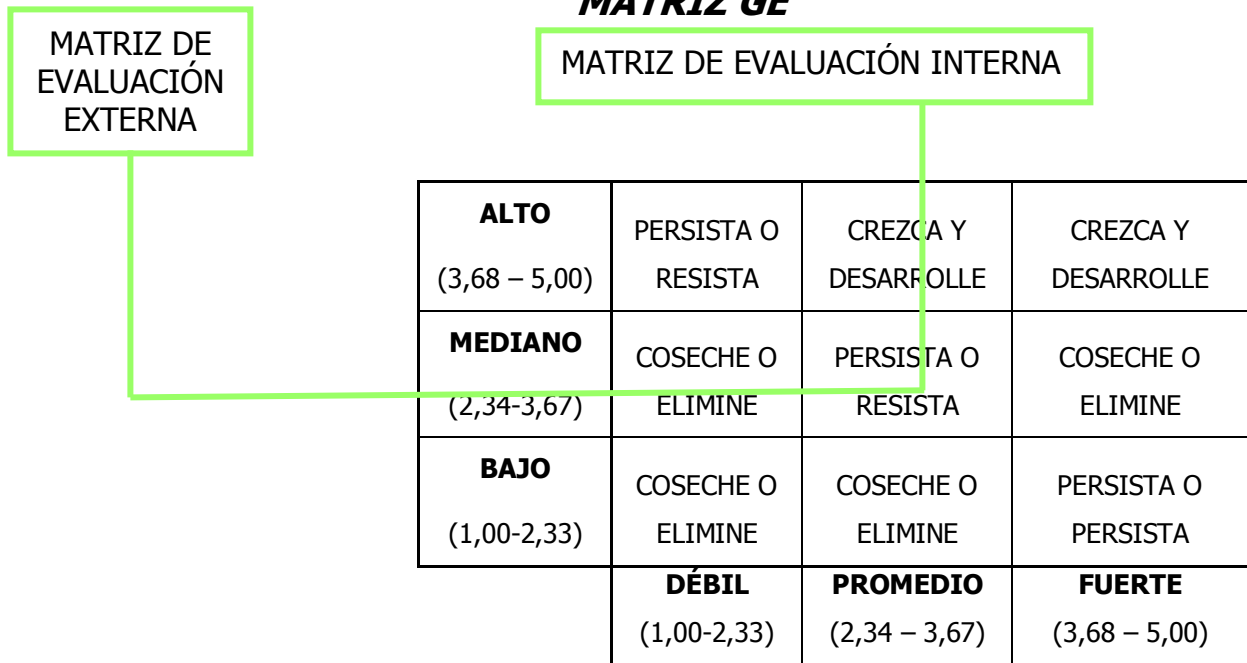 MATRIZ GE
MATRIZ DE
EVALUACIÓN
EXTERNA
MATRIZ DE EVALUACIÓN INTERNA
ALTO
(3,68 – 5,00)
PERSISTA O
RESISTA
CREZCA Y
DESARROLLE
CREZCA Y
DESARROLLE
MEDIANO
(2,34-3,67)
COSECHE O
ELIMINE
PERSISTA O
RESISTA
COSECHE O
ELIMINE
BAJO
(1,00-2,33)
COSECHE O
ELIMINE
COSECHE O
ELIMINE
PERSISTA O
PERSISTA
DÉBIL
(1,00-2,33)
PROMEDIO
(2,34 – 3,67)
FUERTE
(3,68 – 5,00)